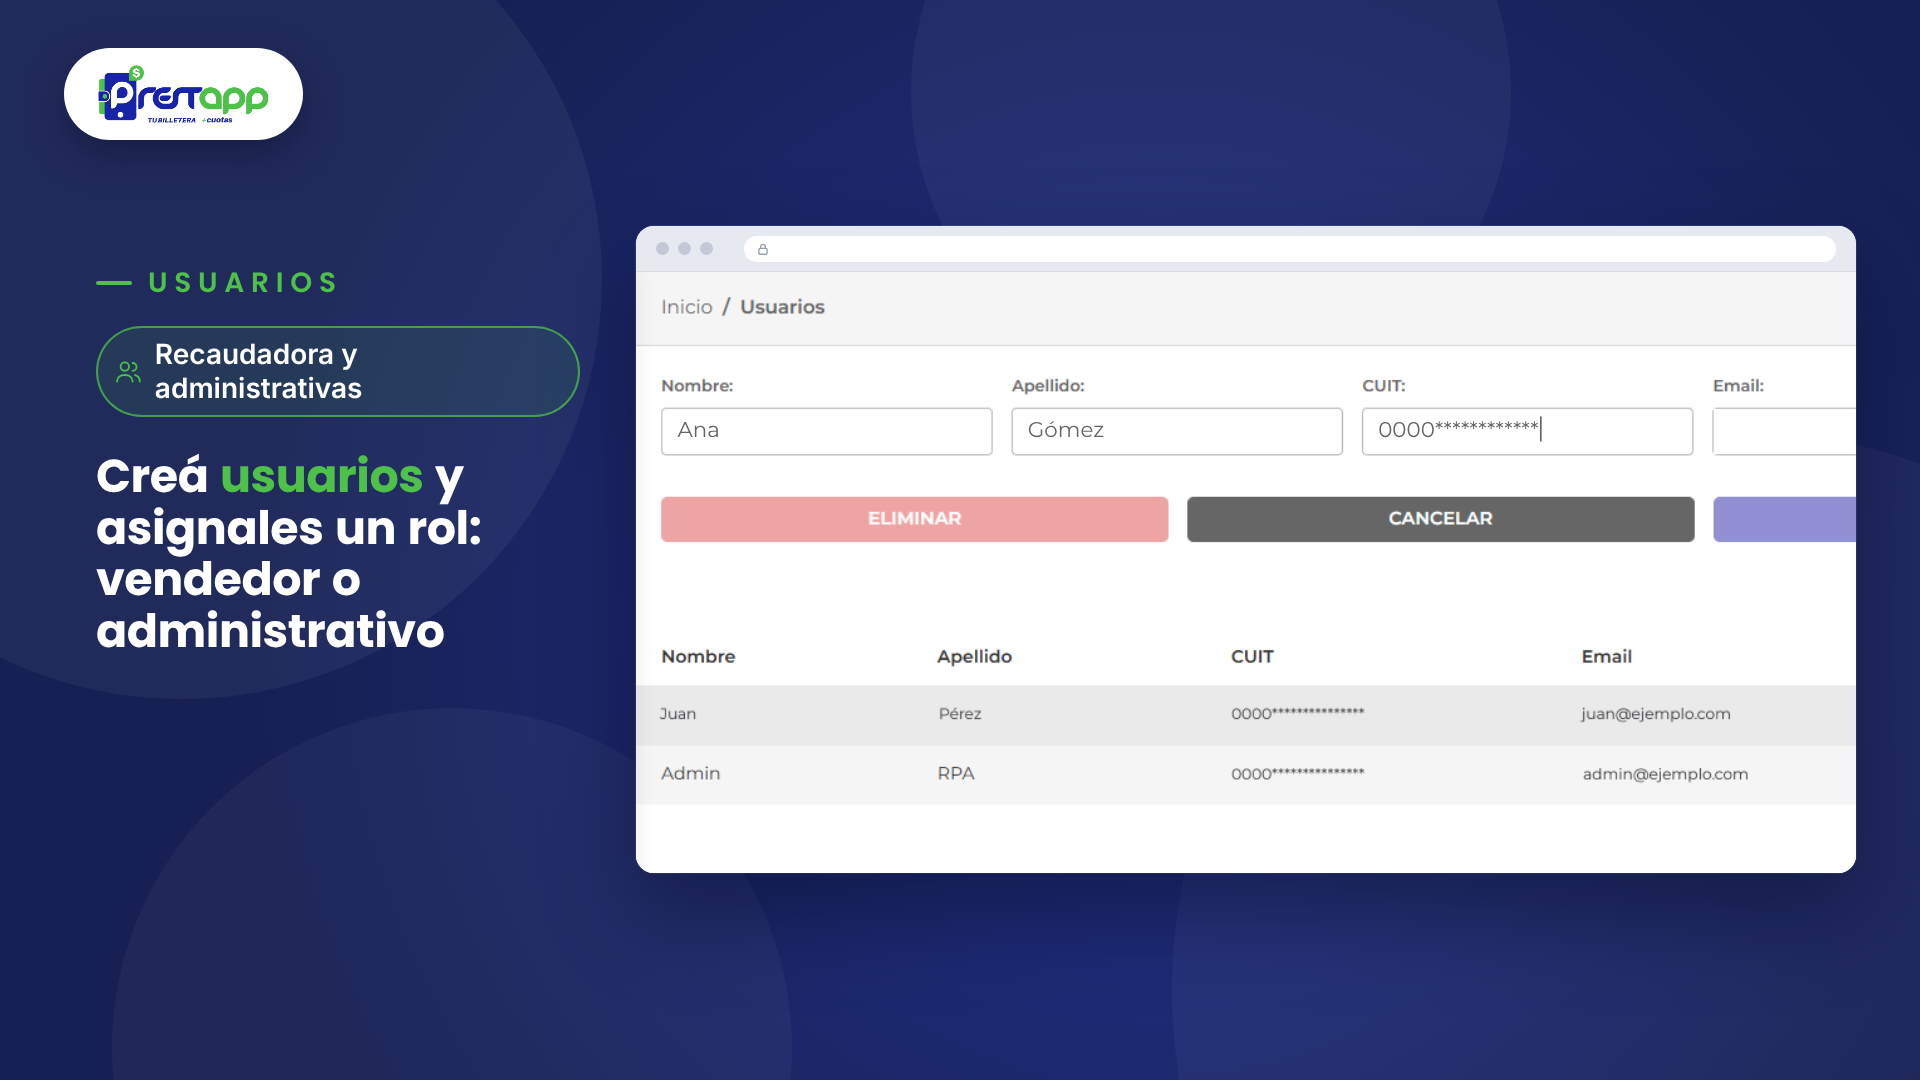 $
Prestapp
TU BILLETERA +cuotas
USUARIOS
Recaudadora y
administrativas
Creá usuarios y
asignales un rol:
vendedor o
administrativo
Inicio / Usuarios
Nombre: Apellido: CUIT: Email:
Ana Gómez 0000************
ELIMINAR CANCELAR
Nombre Apellido CUIT Email
Juan Pérez 0000*************** juan@ejemplo.com
Admin RPA 0000*************** admin@ejemplo.com